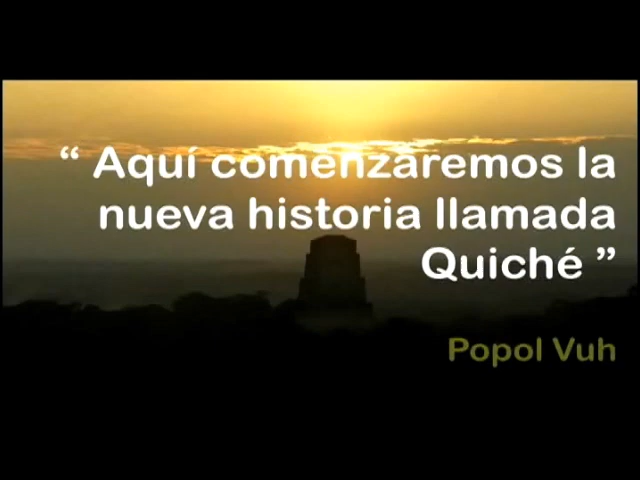 “ Aquí comenzaremos la
nueva historia llamada
Quiché ”
Popol Vuh